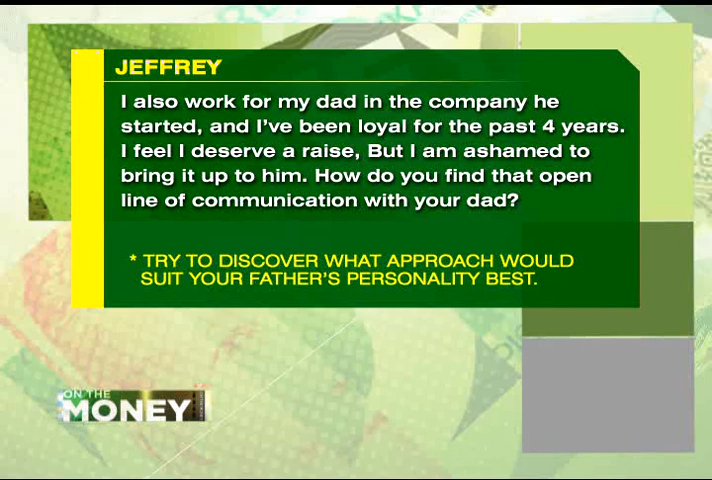 JEFFREY
I also work for my dad in the company he
started, and I've been loyal for the past 4 years.
I feel I deserve a raise, But I am ashamed to
bring it up to him. How do you find that open
line of communication with your dad?
* TRY TO DISCOVER WHAT APPROACH WOULD
SUIT YOUR FATHER'S PERSONALITY BEST.
ON THE
MONEY